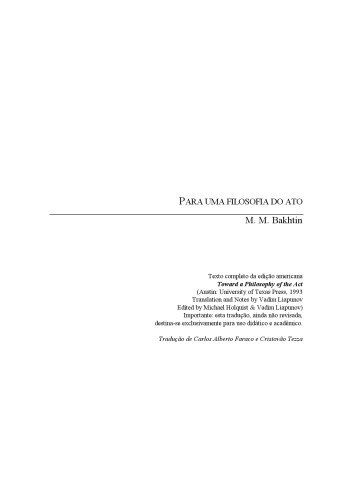 PARA UMA FILOSOFIA DO ATO
M. M. Bakhtin
Texto completo da edição americana
Toward a Philosophy of the Act
(Austin: University of Texas Press, 1993
Translation and Notes by Vadim Liapunov
Edited by Michael Holquist & Vadim Liapunov)
Importante: esta tradução, ainda não revisada,
destina-se exclusivamente para uso didático e acadêmico.
Tradução de Carlos Alberto Faraco e Cristovão Tezza